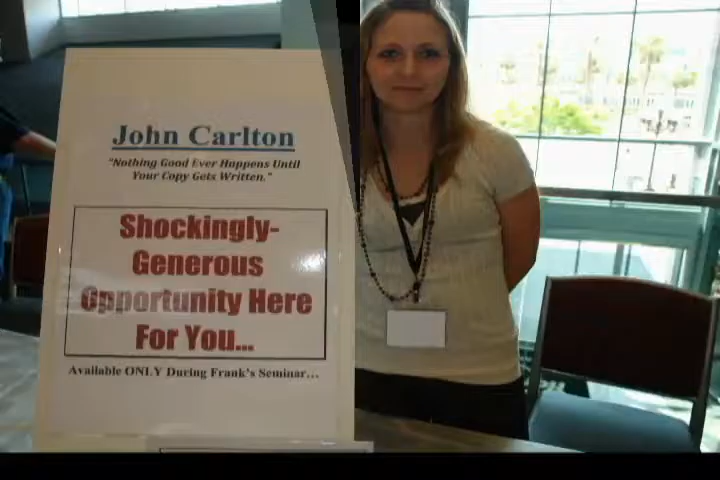 John Carlton
"Nothing Good Ever Happens Until
Your Copy Gets Written."
Shockingly-
Generous
Opportunity Here
For You...
Available ONLY During Frank's Seminar...